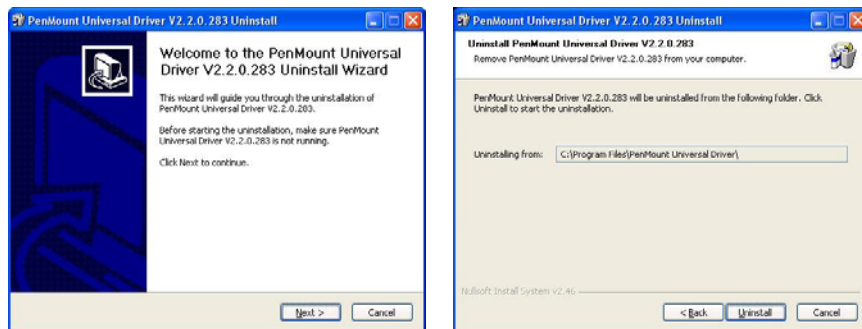 PenMount Universal Driver V2.2.0.283 Uninstall
Welcome to the PenMount Universal
Driver V2.2.0.283 Uninstall Wizard
This wizard will guide you through the uninstallation of
PenMount Universal Driver V2.2.0.283.
Before starting the uninstallation, make sure PenMount
Universal Driver V2.2.0.283 is not running.
Click Next to continue.
Next >
Cancel
PenMount Universal Driver V2.2.0.283 Uninstall
Uninstall PenMount Universal Driver V2.2.0.283
Remove PenMount Universal Driver V2.2.0.283 from your computer.
PenMount Universal Driver V2.2.0.283 will be uninstalled from the following folder. Click
Uninstall to start the uninstallation.
Uninstalling from:
C:\Program Files\PenMount Universal Driver\
Nullsoft Install System v2.46
< Back
Uninstall
Cancel